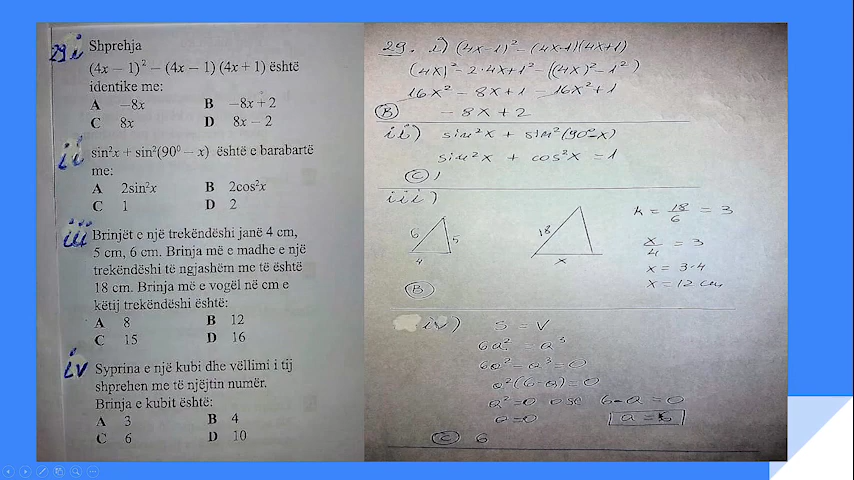 29 i Shprehja
(4x − 1)² − (4x − 1) (4x + 1) është
identike me:
A −8x B −8x + 2
C 8x D 8x − 2
ii sin²x + sin²(90⁰ − x) është e barabartë
me:
A 2sin²x B 2cos²x
C 1 D 2
iii Brinjët e një trekëndëshi janë 4 cm,
5 cm, 6 cm. Brinja më e madhe e një
trekëndëshi të ngjashëm me të është
18 cm. Brinja më e vogël në cm e
këtij trekëndëshi është:
A 8 B 12
C 15 D 16
iv Syprina e një kubi dhe vëllimi i tij
shprehen me të njëjtin numër.
Brinja e kubit është:
A 3 B 4
C 6 D 10
29. i) (4x−1)² − (4x−1)(4x+1)
(4x)² − 2·4x+1² − ((4x)² − 1²)
16x² − 8x + 1 − 16x² + 1
B − 8x + 2
ii) sin²x + sin²(90°−x)
sin²x + cos²x = 1
C 1
iii)
6 5
4
18
x
k = 18/6 = 3
x/4 = 3
x = 3·4
x = 12 cm
B
iv) S = V
6a² = a³
6a² − a³ = 0
a²(6−a) = 0
a² = 0 ose 6−a = 0
a=0 a = 6
C 6